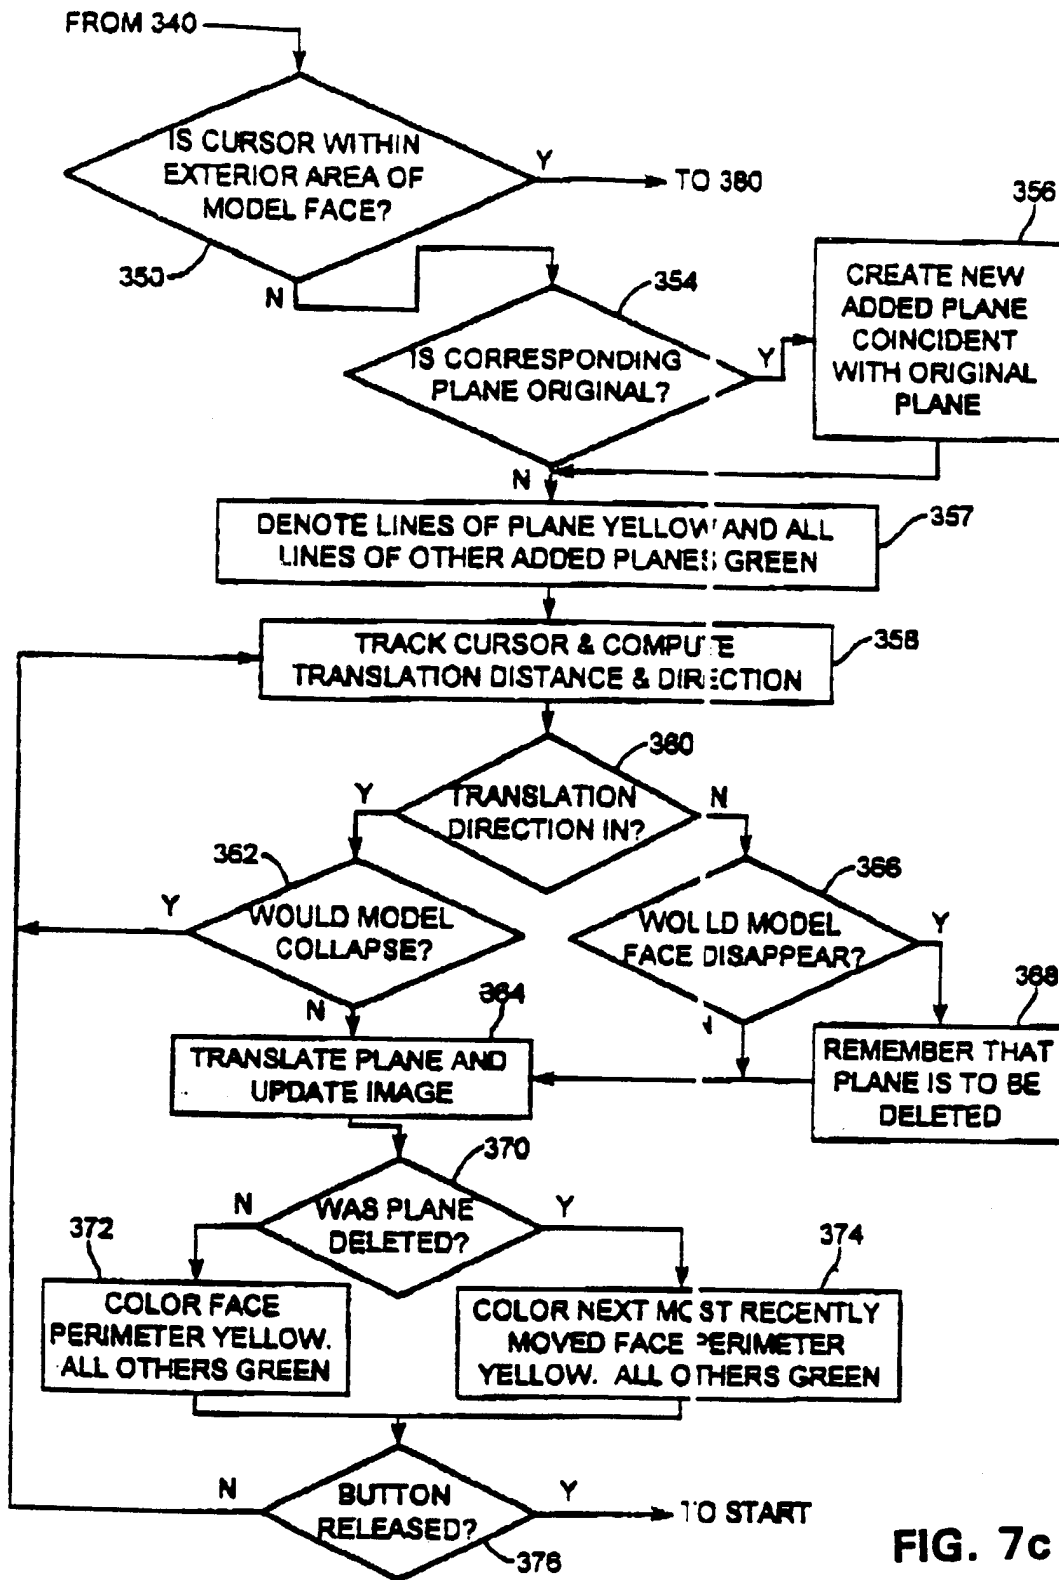 FROM 340
IS CURSOR WITHIN
EXTERIOR AREA OF
MODEL FACE?
Y
TO 380
350
N
354
356
CREATE NEW
ADDED PLANE
COINCIDENT
WITH ORIGINAL
PLANE
IS CORRESPONDING
PLANE ORIGINAL?
Y
N
DENOTE LINES OF PLANE YELLOW AND ALL
LINES OF OTHER ADDED PLANES GREEN
357
TRACK CURSOR & COMPUTE
TRANSLATION DISTANCE & DIRECTION
358
360
TRANSLATION
DIRECTION IN?
Y
N
362
WOULD MODEL
COLLAPSE?
Y
N
366
WOULD MODEL
FACE DISAPPEAR?
Y
N
364
TRANSLATE PLANE AND
UPDATE IMAGE
368
REMEMBER THAT
PLANE IS TO BE
DELETED
370
WAS PLANE
DELETED?
N
Y
372
COLOR FACE
PERIMETER YELLOW.
ALL OTHERS GREEN
374
COLOR NEXT MOST RECENTLY
MOVED FACE PERIMETER
YELLOW. ALL OTHERS GREEN
BUTTON
RELEASED?
N
Y
TO START
376
FIG. 7c